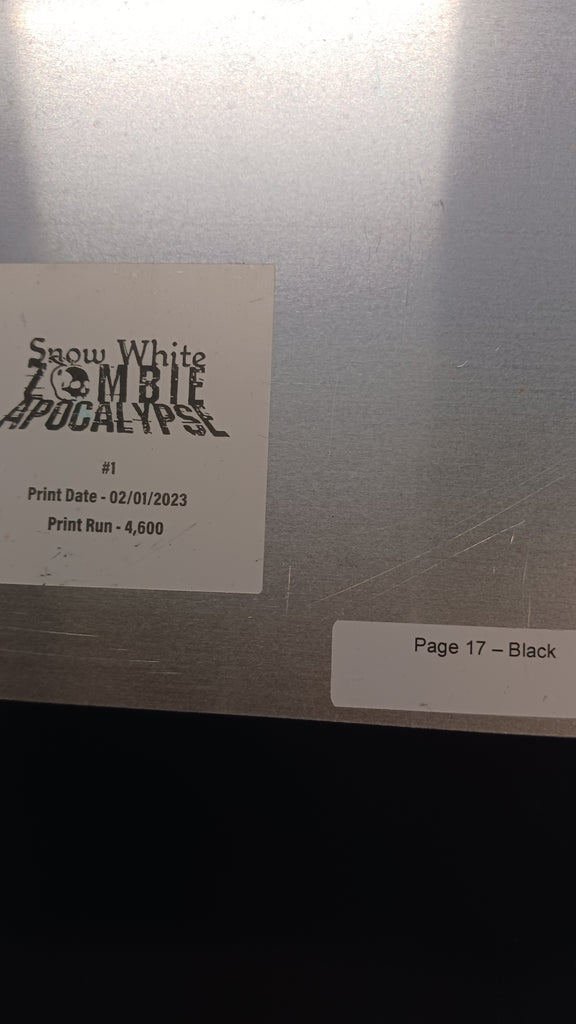 Snow White
ZOMBIE
APOCALYPSE
#1
Print Date - 02/01/2023
Print Run - 4,600
Page 17 – Black